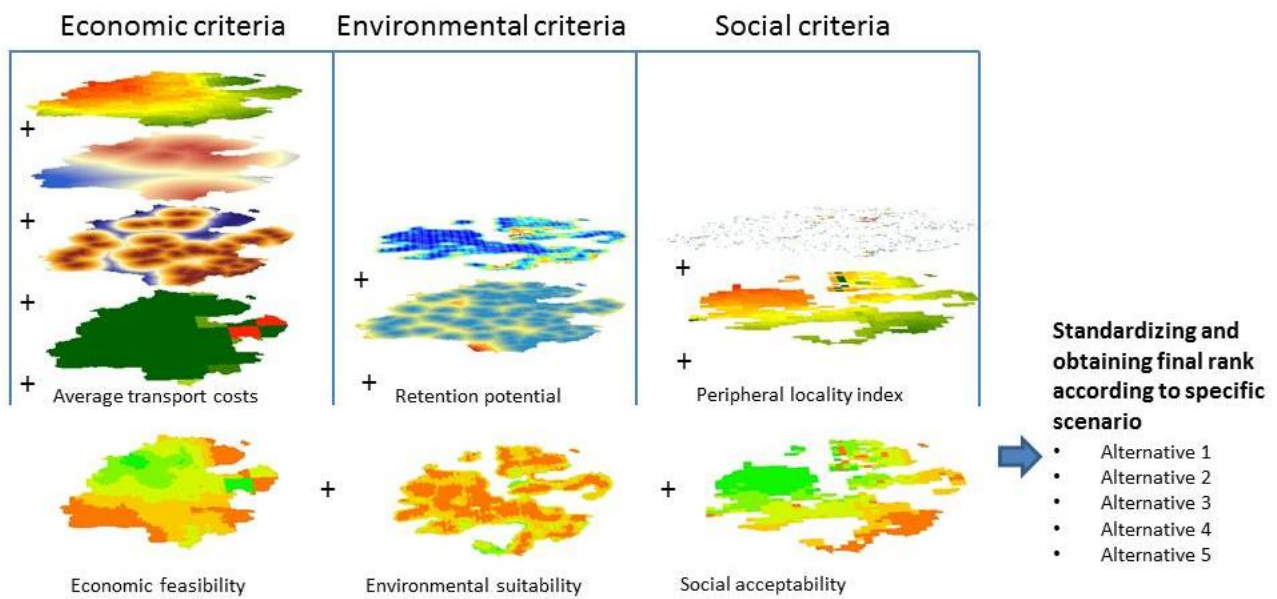 Economic criteria
Environmental criteria
Social criteria
+
+
+
+
Average transport costs
+
+
Retention potential
+
+
Peripheral locality index
Economic feasibility
+
Environmental suitability
+
Social acceptability
Standardizing and
obtaining final rank
according to specific
scenario
• Alternative 1
• Alternative 2
• Alternative 3
• Alternative 4
• Alternative 5